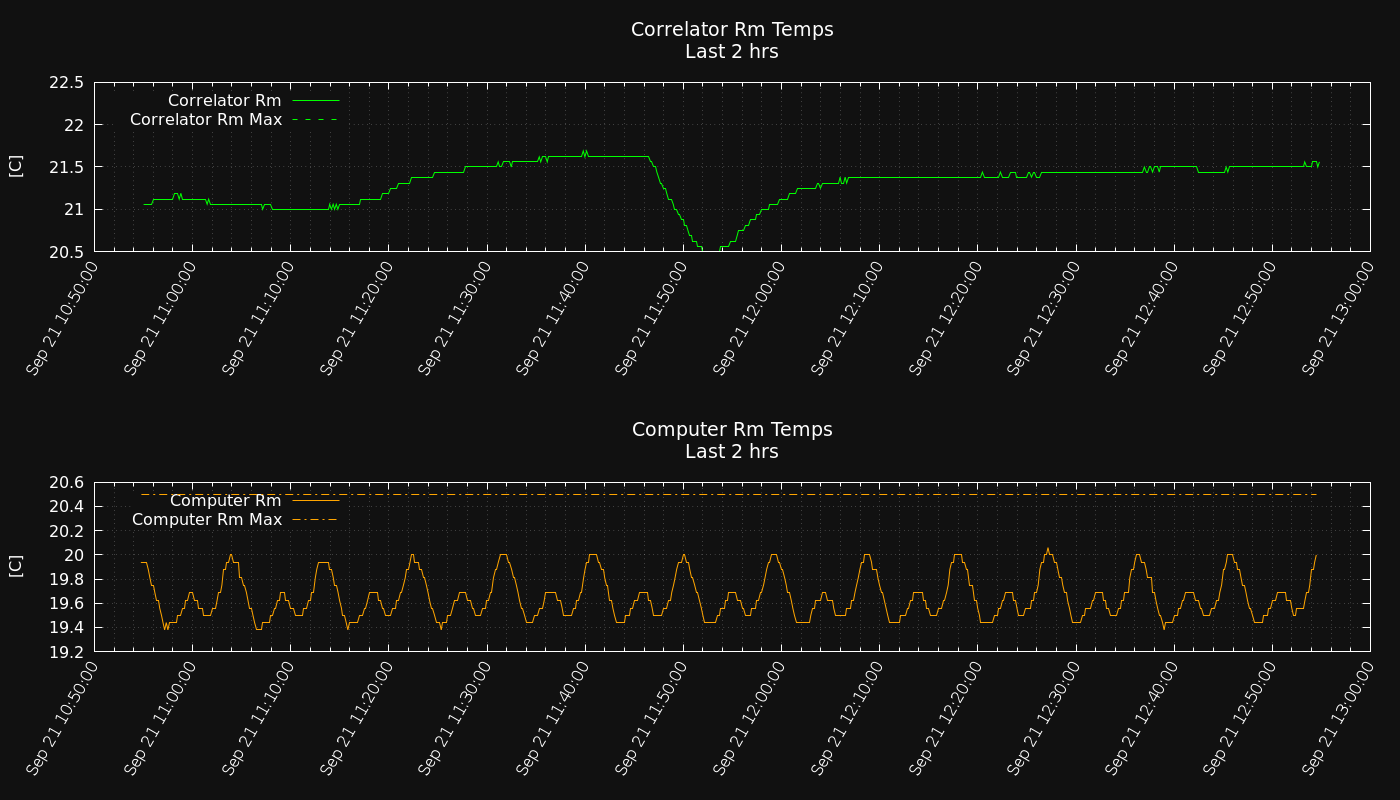 Correlator Rm Temps
Last 2 hrs
[C]
22.5
22
21.5
21
20.5
Correlator Rm
Correlator Rm Max
Sep 21 10:50:00
Sep 21 11:00:00
Sep 21 11:10:00
Sep 21 11:20:00
Sep 21 11:30:00
Sep 21 11:40:00
Sep 21 11:50:00
Sep 21 12:00:00
Sep 21 12:10:00
Sep 21 12:20:00
Sep 21 12:30:00
Sep 21 12:40:00
Sep 21 12:50:00
Sep 21 13:00:00
Computer Rm Temps
Last 2 hrs
[C]
20.6
20.4
20.2
20
19.8
19.6
19.4
19.2
Computer Rm
Computer Rm Max
Sep 21 10:50:00
Sep 21 11:00:00
Sep 21 11:10:00
Sep 21 11:20:00
Sep 21 11:30:00
Sep 21 11:40:00
Sep 21 11:50:00
Sep 21 12:00:00
Sep 21 12:10:00
Sep 21 12:20:00
Sep 21 12:30:00
Sep 21 12:40:00
Sep 21 12:50:00
Sep 21 13:00:00